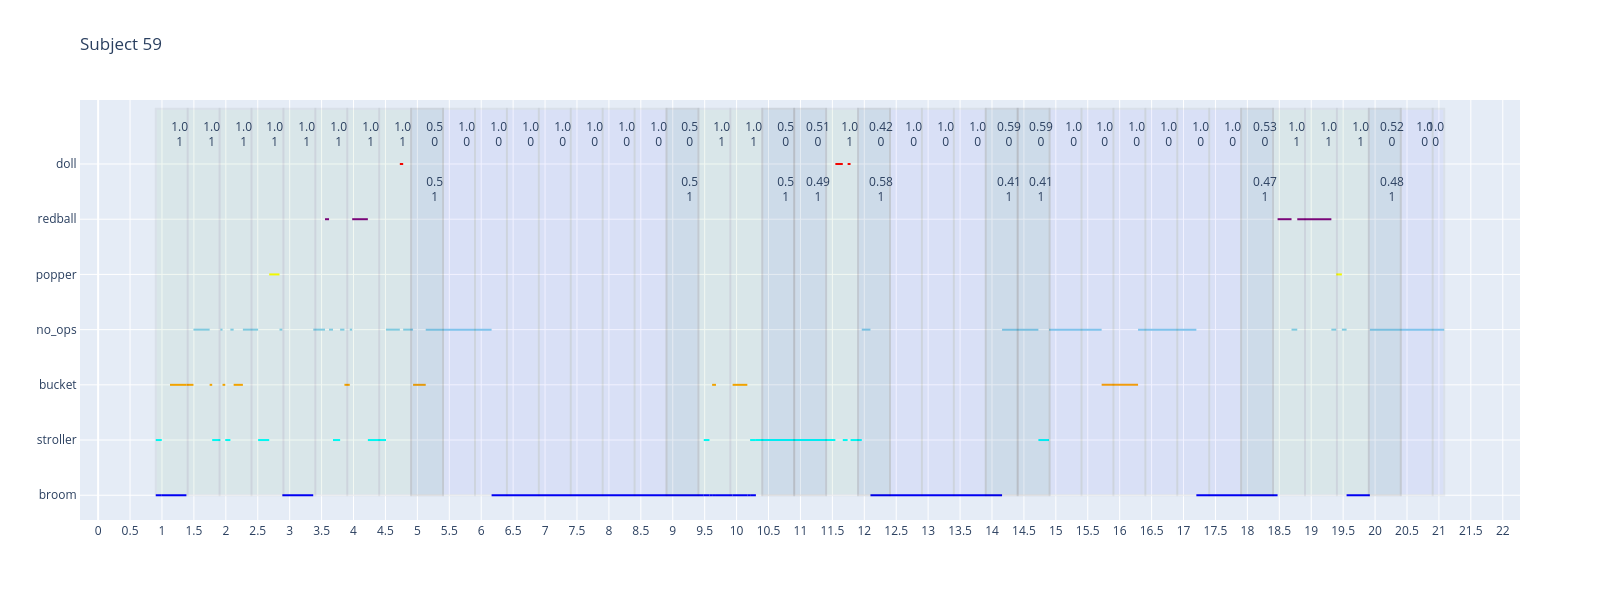 Subject 59
1.0 1.0 1.0 1.0 1.0 1.0 1.0 1.0 0.5 1.0 1.0 1.0 1.0 1.0 1.0 1.0 0.5 1.0 1.0 0.5 0.51 1.0 0.42 1.0 1.0 1.0 0.59 0.59 1.0 1.0 1.0 1.0 1.0 0.53 1.0 1.0 1.0 0.52 1.0 1.0
1 1 1 1 1 1 1 1 0 0 0 0 0 0 0 0 0 1 1 0 0 1 0 0 0 0 0 0 0 0 0 0 0 0 1 1 1 0 0 0
doll
0.5 0.5 0.5 0.49 0.58 0.41 0.41 0.47 0.48
1 1 1 1 1 1 1 1 1
redball
popper
no_ops
bucket
stroller
broom
0 0.5 1 1.5 2 2.5 3 3.5 4 4.5 5 5.5 6 6.5 7 7.5 8 8.5 9 9.5 10 10.5 11 11.5 12 12.5 13 13.5 14 14.5 15 15.5 16 16.5 17 17.5 18 18.5 19 19.5 20 20.5 21 21.5 22